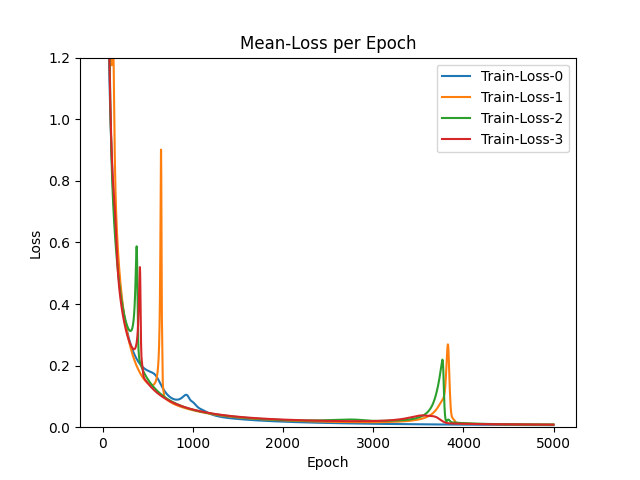 Mean-Loss per Epoch
1.2
1.0
0.8
0.6
0.4
0.2
0.0
Loss
Train-Loss-0
Train-Loss-1
Train-Loss-2
Train-Loss-3
0 1000 2000 3000 4000 5000
Epoch